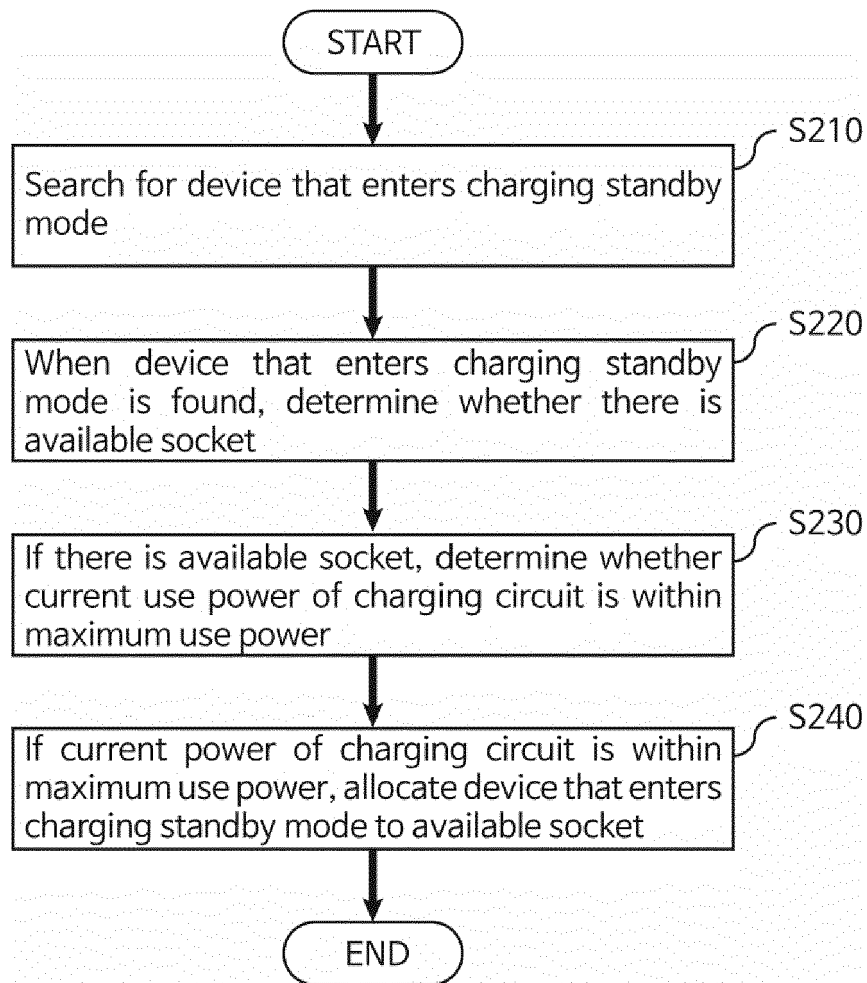 START
S210
Search for device that enters charging standby
mode
S220
When device that enters charging standby
mode is found, determine whether there is
available socket
S230
If there is available socket, determine whether
current use power of charging circuit is within
maximum use power
S240
If current power of charging circuit is within
maximum use power, allocate device that enters
charging standby mode to available socket
END